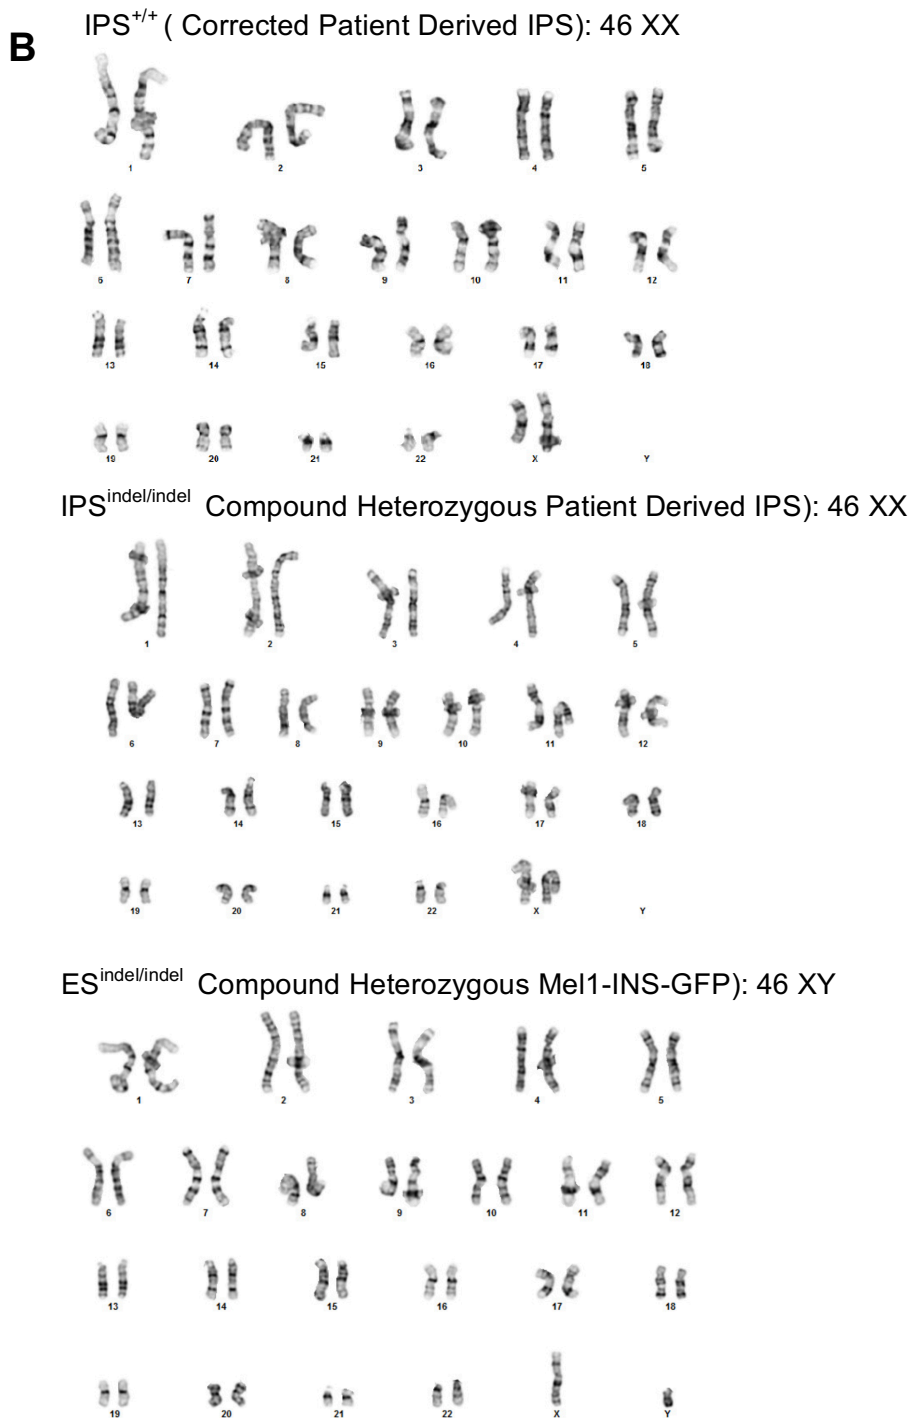 B
IPS+/+ ( Corrected Patient Derived IPS): 46 XX
1 2 3 4 5
6 7 8 9 10 11 12
13 14 15 16 17 18
19 20 21 22 X Y
IPSindel/indel Compound Heterozygous Patient Derived IPS): 46 XX
1 2 3 4 5
6 7 8 9 10 11 12
13 14 15 16 17 18
19 20 21 22 X Y
ESindel/indel Compound Heterozygous Mel1-INS-GFP): 46 XY
1 2 3 4 5
6 7 8 9 10 11 12
13 14 15 16 17 18
19 20 21 22 X Y